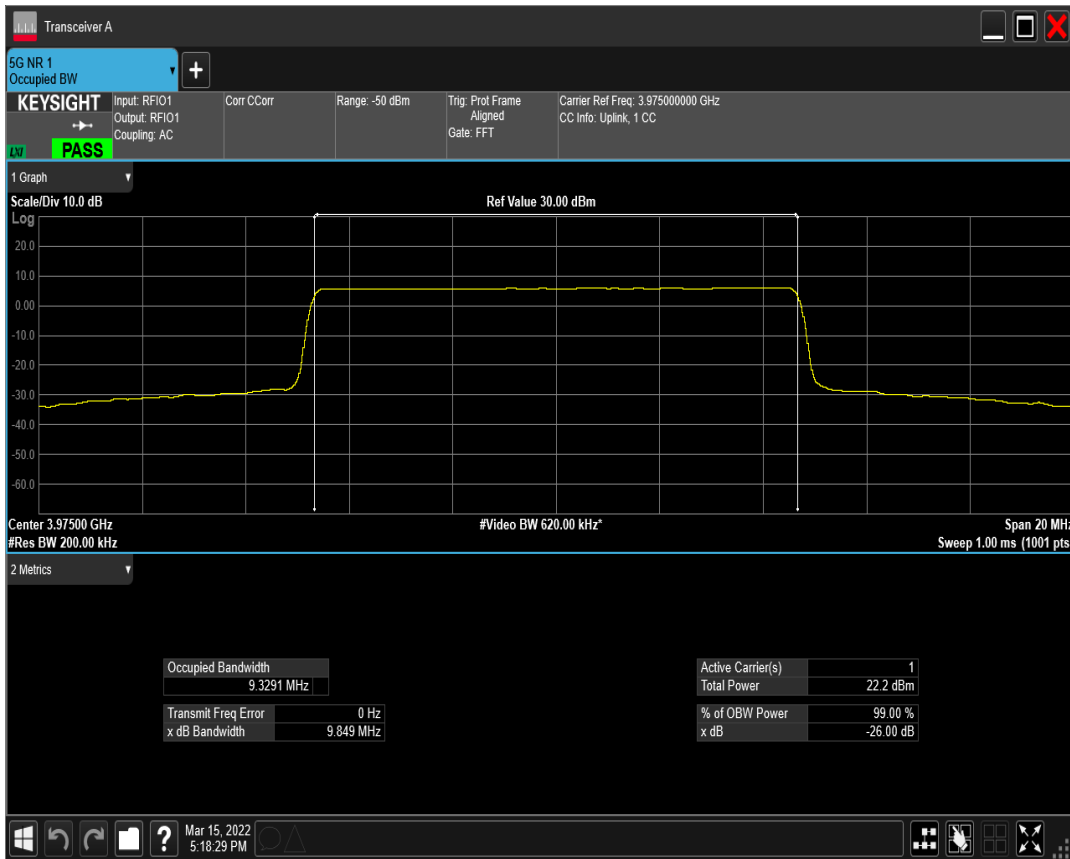 Transceiver A
5G NR 1
Occupied BW
KEYSIGHT
LXI
PASS
Input: RFIO1
Output: RFIO1
Coupling: AC
Corr CCorr
Range: -50 dBm
Trig: Prot Frame
Aligned
Gate: FFT
Carrier Ref Freq: 3.975000000 GHz
CC Info: Uplink, 1 CC
1 Graph
Scale/Div 10.0 dB
Ref Value 30.00 dBm
Log
20.0
10.0
0.00
-10.0
-20.0
-30.0
-40.0
-50.0
-60.0
Center 3.97500 GHz
#Video BW 620.00 kHz*
Span 20 MHz
#Res BW 200.00 kHz
Sweep 1.00 ms (1001 pts
2 Metrics
Occupied Bandwidth
9.3291 MHz
Transmit Freq Error 0 Hz
x dB Bandwidth 9.849 MHz
Active Carrier(s) 1
Total Power 22.2 dBm
% of OBW Power 99.00 %
x dB -26.00 dB
?
Mar 15, 2022
5:18:29 PM